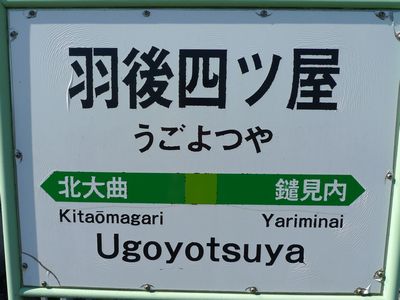 羽後四ツ屋
うごよつや
北大曲 鑓見内
Kitaōmagari Yariminai
Ugoyotsuya